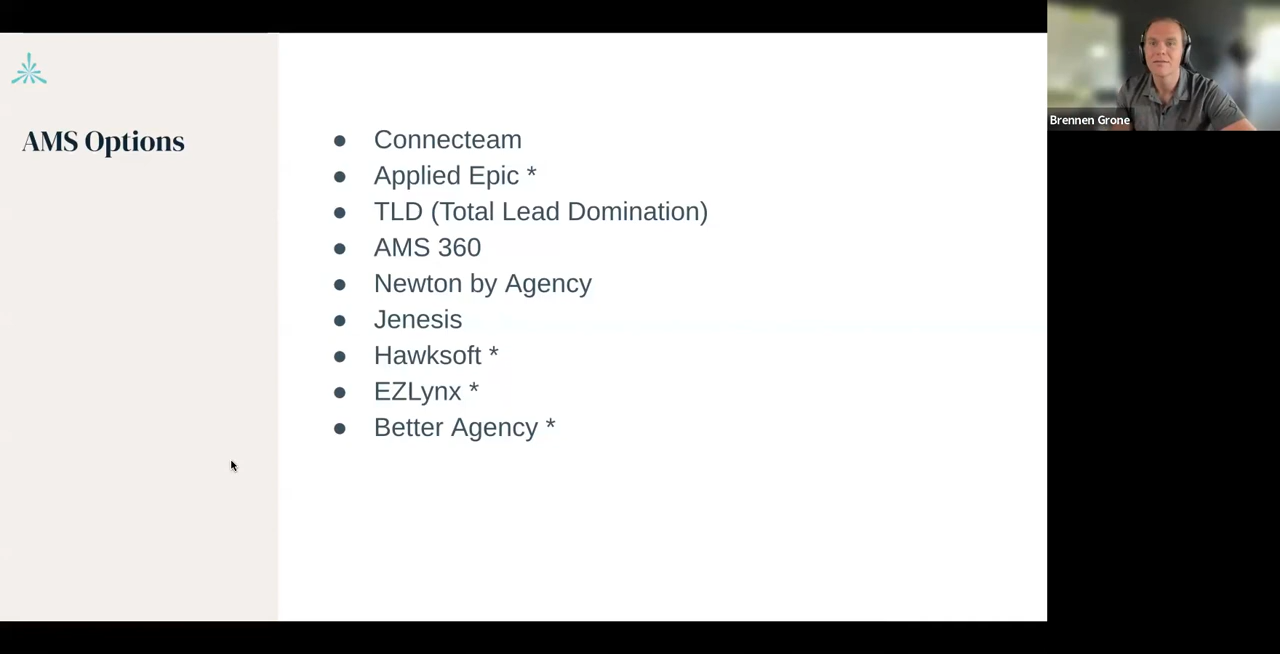 AMS Options
● Connecteam
● Applied Epic *
● TLD (Total Lead Domination)
● AMS 360
● Newton by Agency
● Jenesis
● Hawksoft *
● EZLynx *
● Better Agency *
Brennen Grone